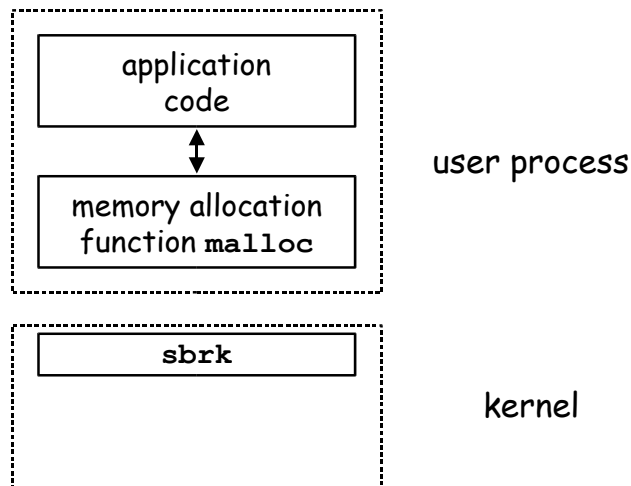 application
code
user process
memory allocation
function malloc
sbrk
kernel